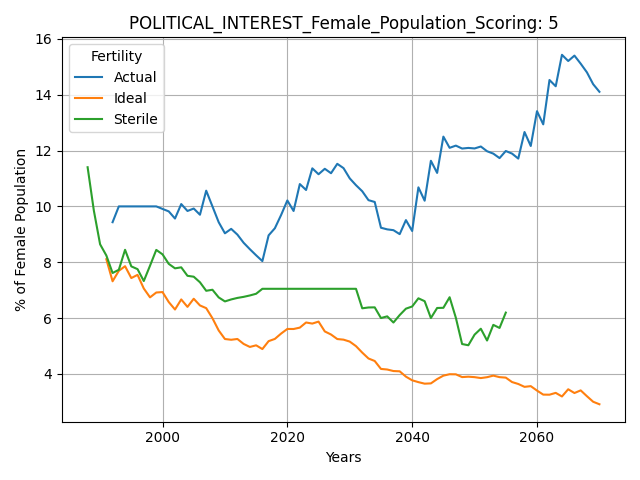 POLITICAL_INTEREST_Female_Population_Scoring: 5
Fertility
Actual
Ideal
Sterile
% of Female Population
16
14
12
10
8
6
4
2000 2020 2040 2060
Years